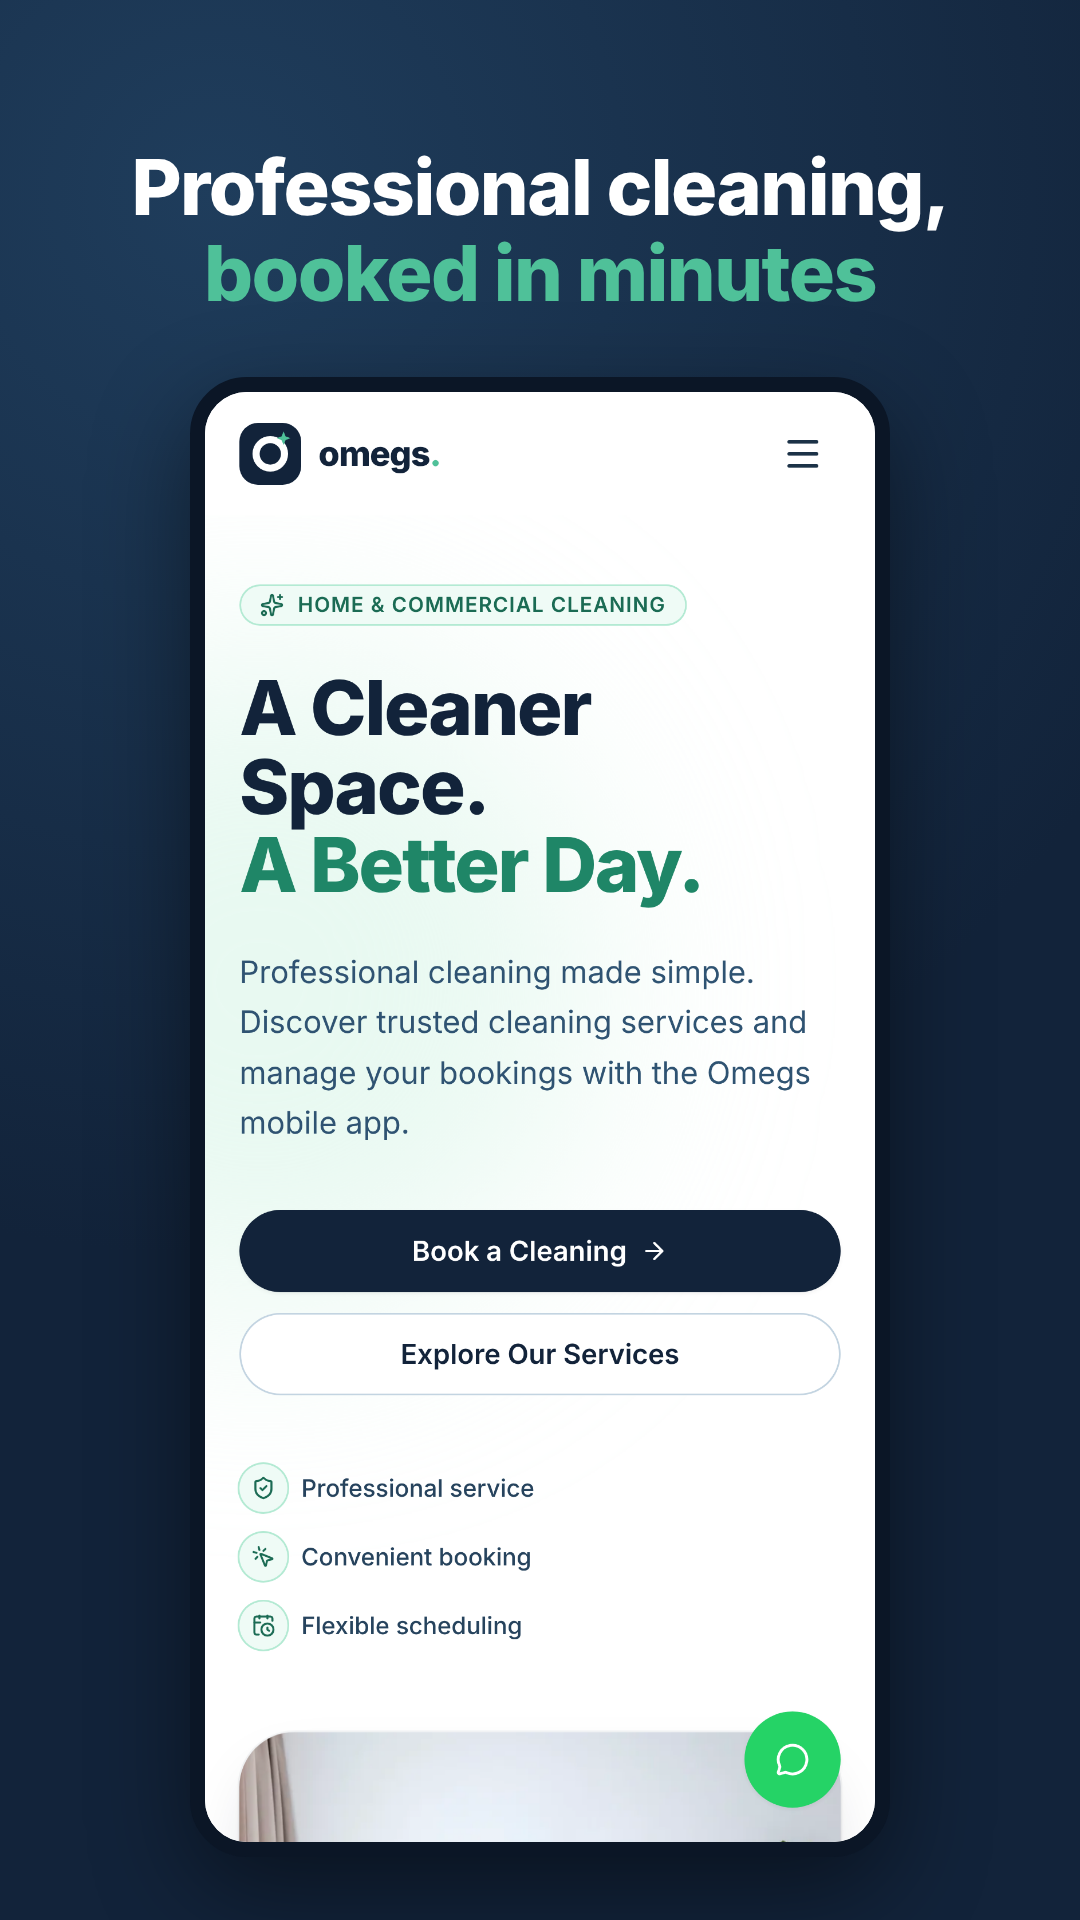 Professional cleaning,
booked in minutes
omegs.
HOME & COMMERCIAL CLEANING
A Cleaner
Space.
A Better Day.
Professional cleaning made simple.
Discover trusted cleaning services and
manage your bookings with the Omegs
mobile app.
Book a Cleaning →
Explore Our Services
Professional service
Convenient booking
Flexible scheduling